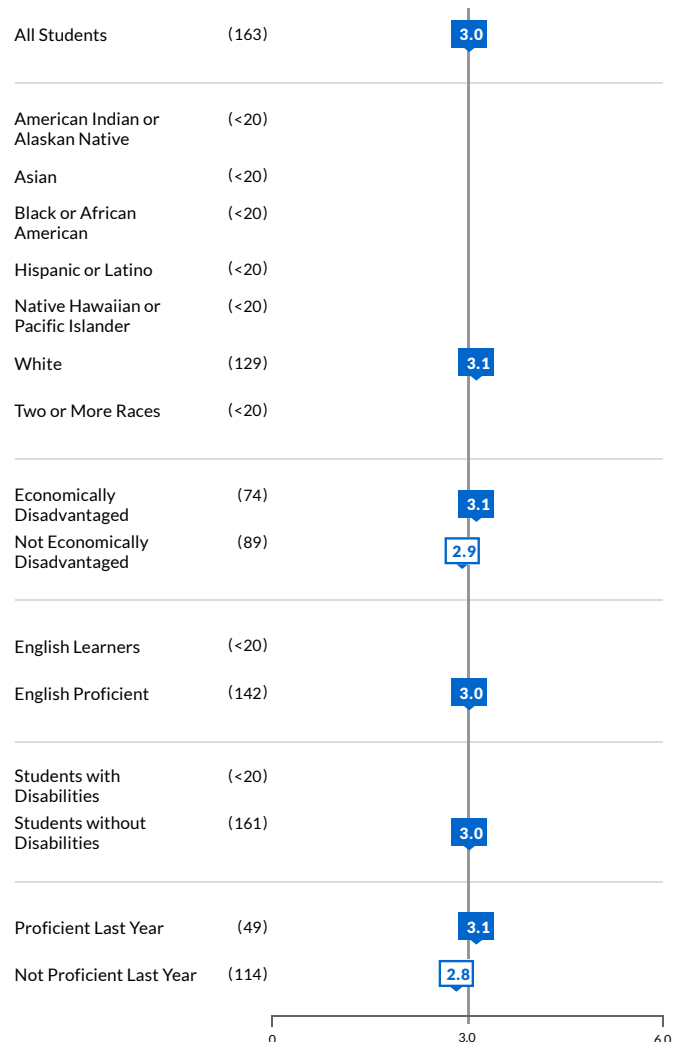 All Students (163) 3.0
American Indian or (<20)
Alaskan Native
Asian (<20)
Black or African (<20)
American
Hispanic or Latino (<20)
Native Hawaiian or (<20)
Pacific Islander
White (129) 3.1
Two or More Races (<20)
Economically (74) 3.1
Disadvantaged
Not Economically (89) 2.9
Disadvantaged
English Learners (<20)
English Proficient (142) 3.0
Students with (<20)
Disabilities
Students without (161) 3.0
Disabilities
Proficient Last Year (49) 3.1
Not Proficient Last Year (114) 2.8
0 3.0 6.0